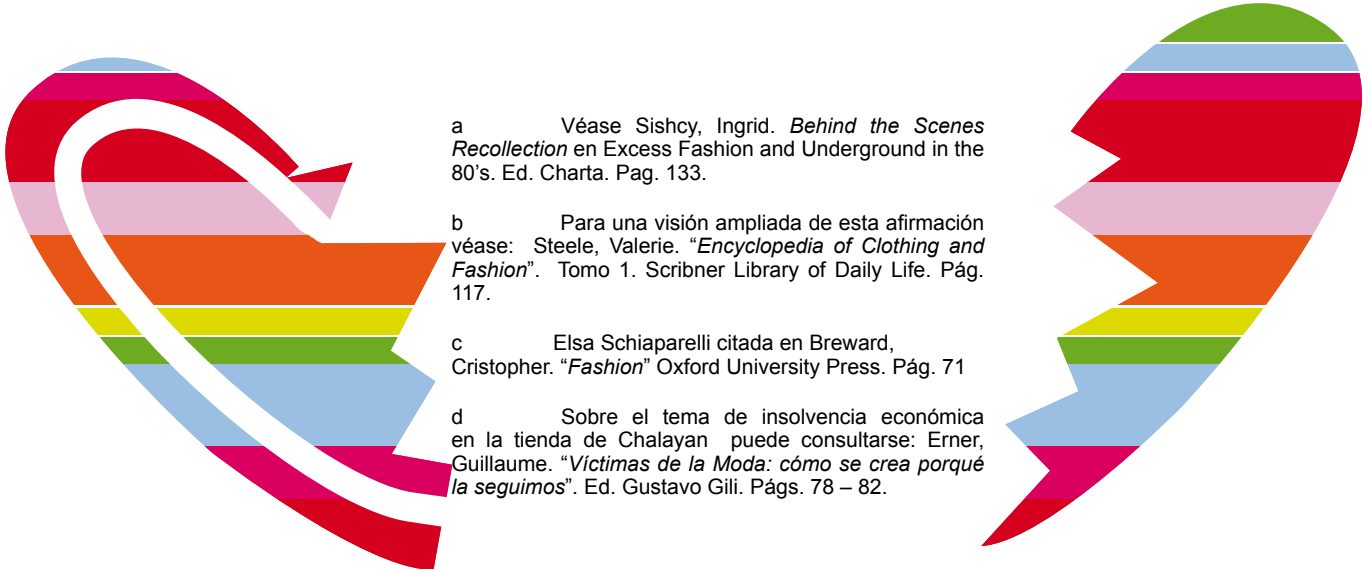 a Véase Sishcy, Ingrid. Behind the Scenes
Recollection en Excess Fashion and Underground in the
80's. Ed. Charta. Pag. 133.
b Para una visión ampliada de esta afirmación
véase: Steele, Valerie. “Encyclopedia of Clothing and
Fashion”. Tomo 1. Scribner Library of Daily Life. Pág.
117.
c Elsa Schiaparelli citada en Breward,
Cristopher. “Fashion” Oxford University Press. Pág. 71
d Sobre el tema de insolvencia económica
en la tienda de Chalayan puede consultarse: Erner,
Guillaume. “Víctimas de la Moda: cómo se crea porqué
la seguimos”. Ed. Gustavo Gili. Págs. 78 – 82.